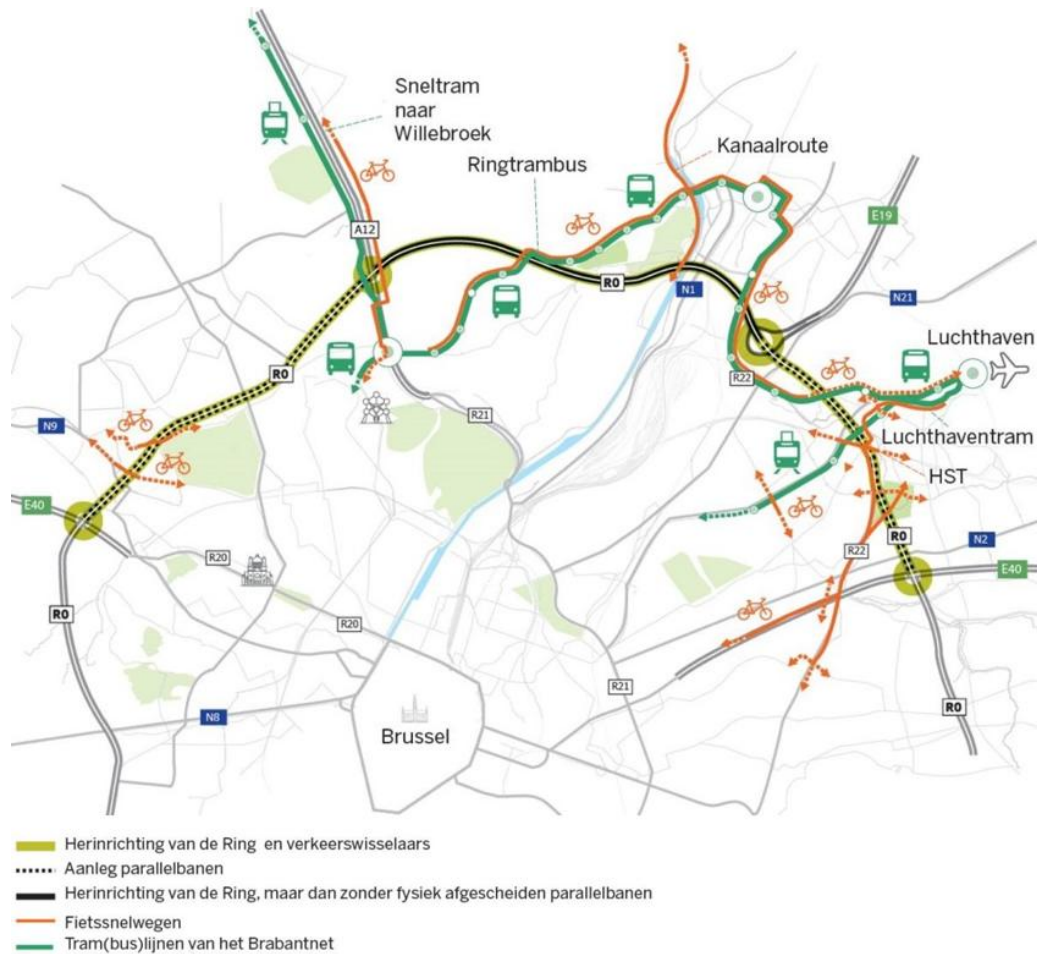 Sneltram
naar
Willebroek
Kanaalroute
Ringtrambus
E19
A12
R0
N1
N21
Luchthaven
R0
R22
N9
R21
Luchthaventram
HST
E40
R0
N2
R20
R22
E40
R0
R20
R21
R0
N8
Brussel
Herinrichting van de Ring en verkeerswisselaars
Aanleg parallelbanen
Herinrichting van de Ring, maar dan zonder fysiek afgescheiden parallelbanen
Fietssnelwegen
Tram(bus)lijnen van het Brabantnet